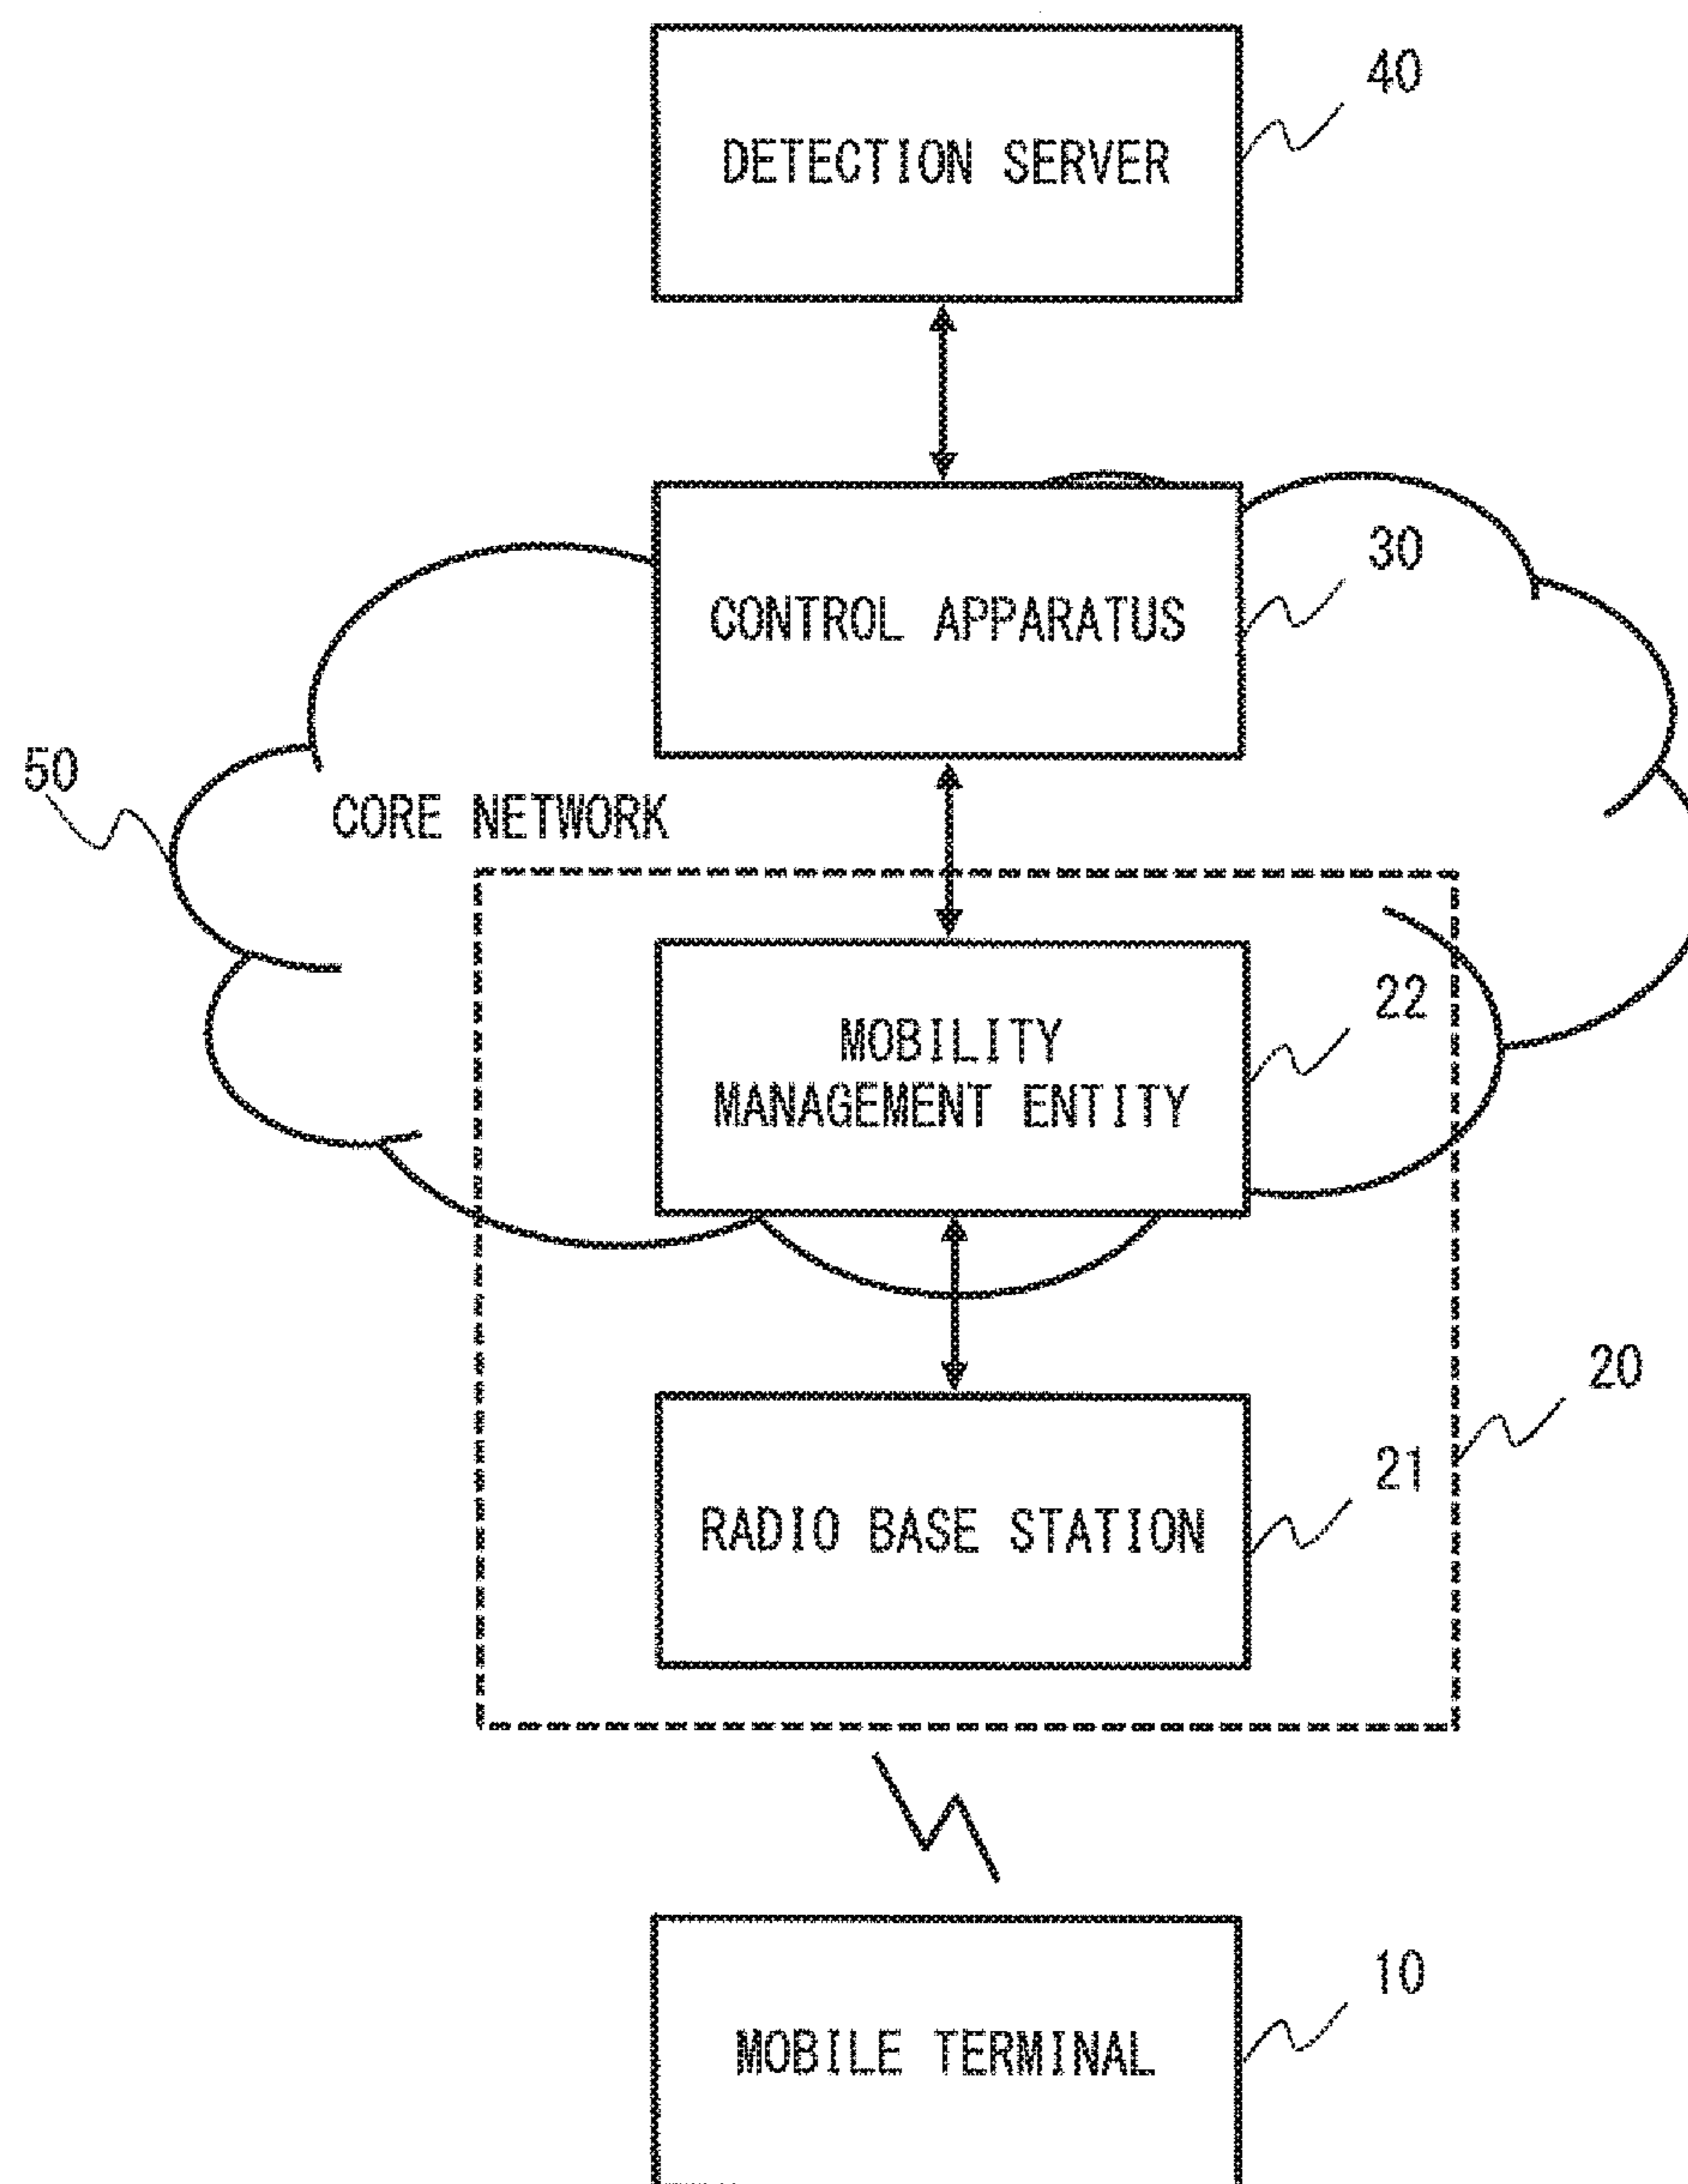 40
DETECTION SERVER
30
CONTROL APPARATUS
50
CORE NETWORK
22
MOBILITY
MANAGEMENT ENTITY
20
21
RADIO BASE STATION
10
MOBILE TERMINAL